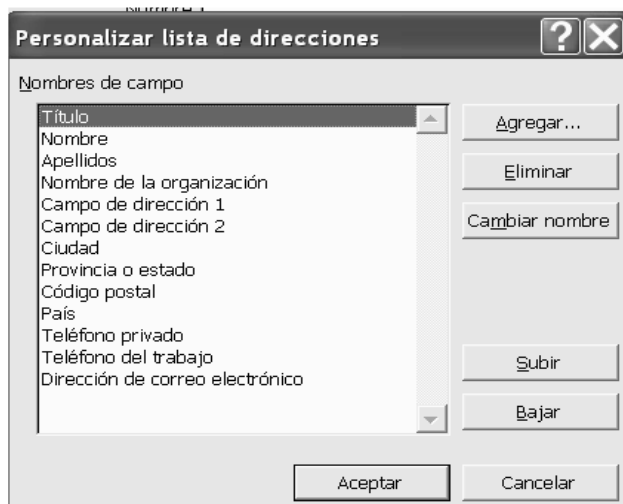 Personalizar lista de direcciones
Nombres de campo
Título
Nombre
Apellidos
Nombre de la organización
Campo de dirección 1
Campo de dirección 2
Ciudad
Provincia o estado
Código postal
País
Teléfono privado
Teléfono del trabajo
Dirección de correo electrónico
Agregar...
Eliminar
Cambiar nombre
Subir
Bajar
Aceptar
Cancelar